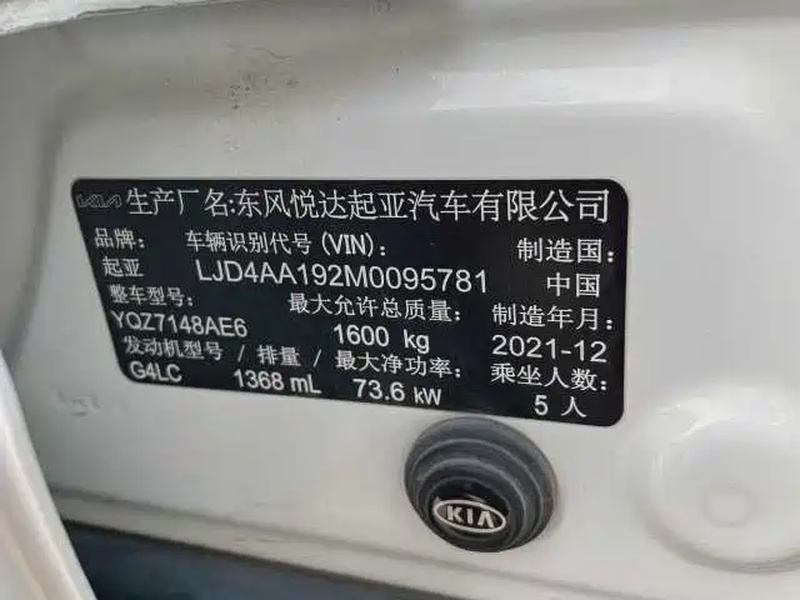 KIA 生产厂名:东风悦达起亚汽车有限公司
品牌: 车辆识别代号(VIN): 制造国:
起亚 LJD4AA192M0095781 中国
整车型号: 最大允许总质量: 制造年月:
YQZ7148AE6 1600 kg 2021-12
发动机型号 / 排量 / 最大净功率: 乘坐人数:
G4LC 1368 mL 73.6 kW 5 人
KIA